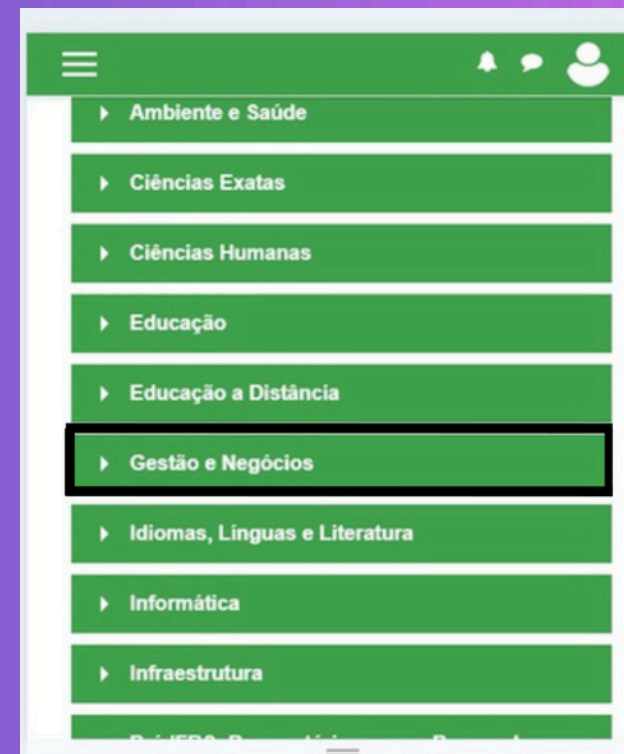 Ambiente e Saúde
Ciências Exatas
Ciências Humanas
Educação
Educação a Distância
Gestão e Negócios
Idiomas, Línguas e Literatura
Informática
Infraestrutura